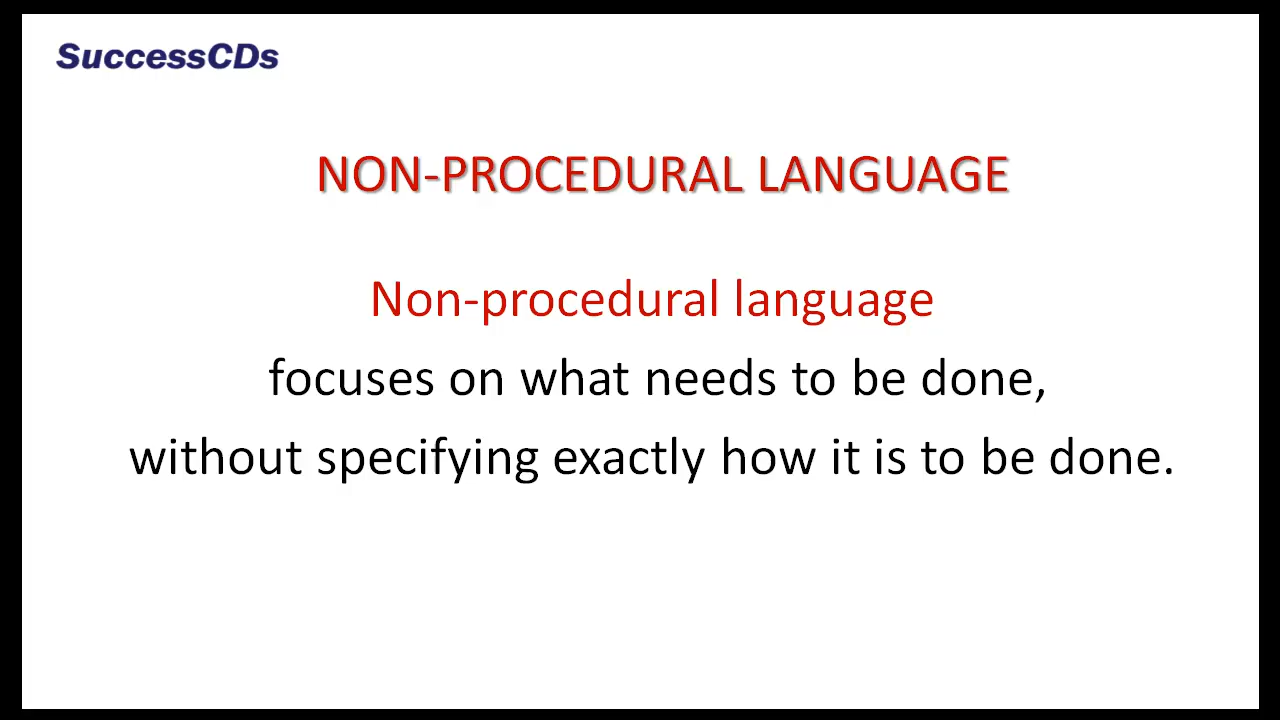 SuccessCDs
NON-PROCEDURAL LANGUAGE
Non-procedural language
focuses on what needs to be done,
without specifying exactly how it is to be done.